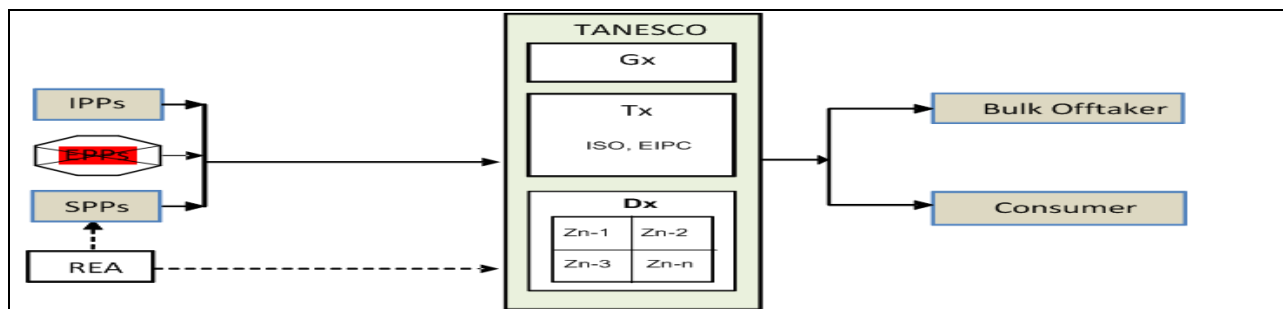 TANESCO
Gx
IPPs
Tx
Bulk Offtaker
ISO, EIPC
EPPs
SPPs
Dx
Consumer
Zn-1 Zn-2
REA
Zn-3 Zn-n